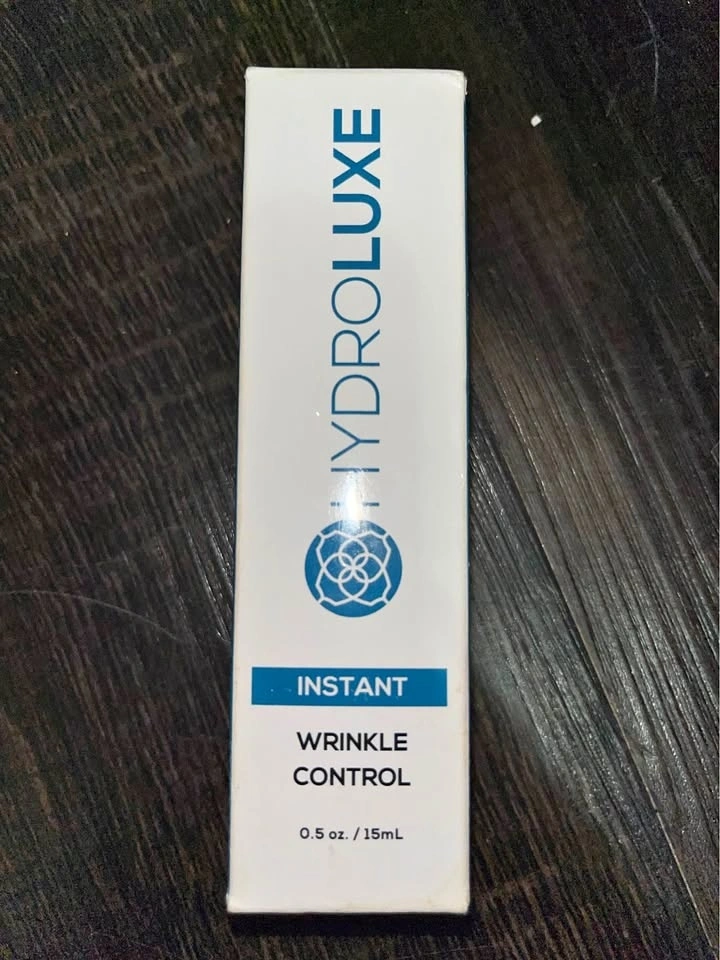 HYDROLUXE
INSTANT
WRINKLE
CONTROL
0.5 oz. / 15mL